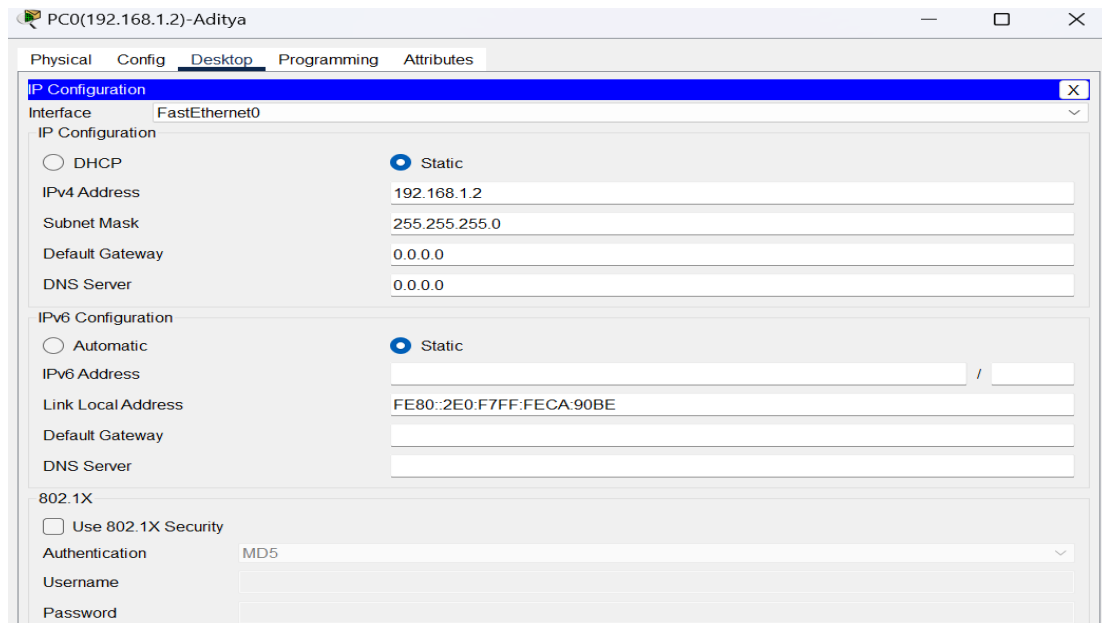 PC0(192.168.1.2)-Aditya
Physical Config Desktop Programming Attributes
IP Configuration X
Interface FastEthernet0
IP Configuration
DHCP Static
IPv4 Address 192.168.1.2
Subnet Mask 255.255.255.0
Default Gateway 0.0.0.0
DNS Server 0.0.0.0
IPv6 Configuration
Automatic Static
IPv6 Address /
Link Local Address FE80::2E0:F7FF:FECA:90BE
Default Gateway
DNS Server
802.1X
Use 802.1X Security
Authentication MD5
Username
Password